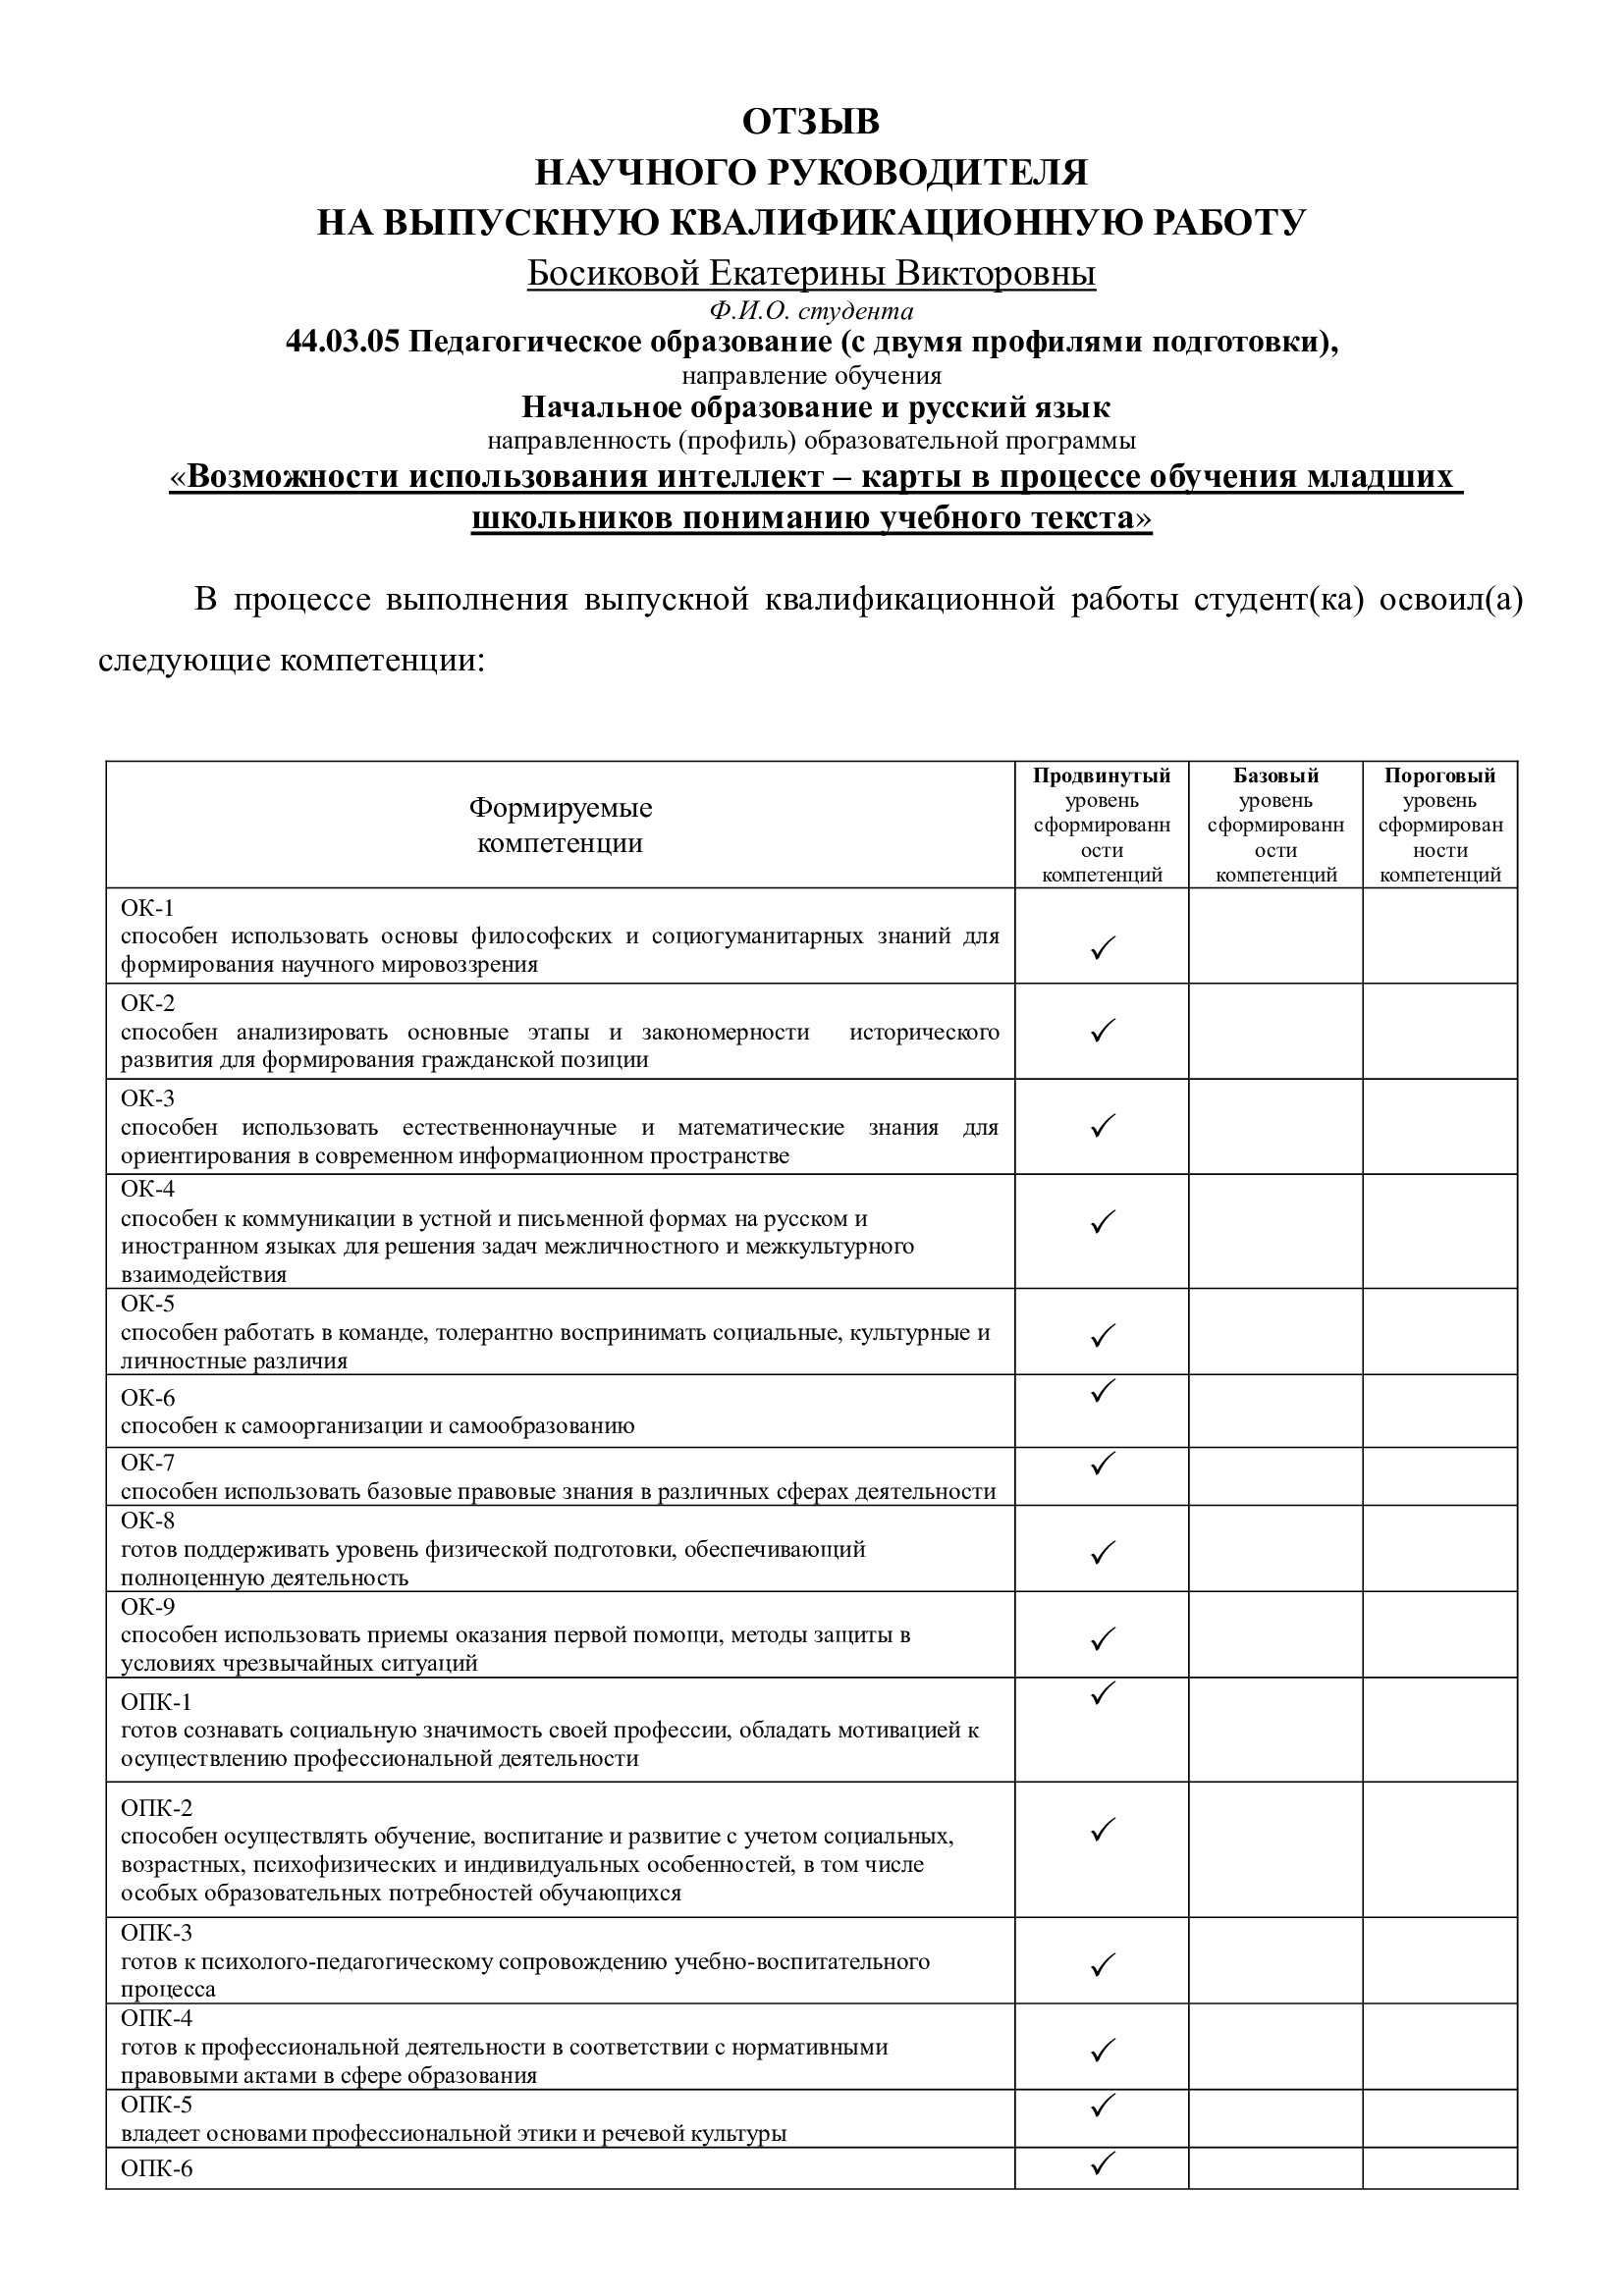 ОТЗЫВ
НАУЧНОГО РУКОВОДИТЕЛЯ
НА ВЫПУСКНУЮ КВАЛИФИКАЦИОННУЮ РАБОТУ
Босиковой Екатерины Викторовны
Ф.И.О. студента
44.03.05 Педагогическое образование (с двумя профилями подготовки),
направление обучения
Начальное образование и русский язык
направленность (профиль) образовательной программы
«Возможности использования интеллект – карты в процессе обучения младших
школьников пониманию учебного текста»
В процессе выполнения выпускной квалификационной работы студент(ка) освоил(а)
следующие компетенции:
Формируемые
компетенции
Продвинутый
уровень
сформированн
ости
компетенций
Базовый
уровень
сформированн
ости
компетенций
Пороговый
уровень
сформирован
ности
компетенций
ОК-1
способен использовать основы философских и социогуманитарных знаний для
формирования научного мировоззрения
✓
ОК-2
способен анализировать основные этапы и закономерности исторического
развития для формирования гражданской позиции
✓
ОК-3
способен использовать естественнонаучные и математические знания для
ориентирования в современном информационном пространстве
✓
ОК-4
способен к коммуникации в устной и письменной формах на русском и
иностранном языках для решения задач межличностного и межкультурного
взаимодействия
✓
ОК-5
способен работать в команде, толерантно воспринимать социальные, культурные и
личностные различия
✓
ОК-6
способен к самоорганизации и самообразованию
✓
ОК-7
способен использовать базовые правовые знания в различных сферах деятельности
✓
ОК-8
готов поддерживать уровень физической подготовки, обеспечивающий
полноценную деятельность
✓
ОК-9
способен использовать приемы оказания первой помощи, методы защиты в
условиях чрезвычайных ситуаций
✓
ОПК-1
готов сознавать социальную значимость своей профессии, обладать мотивацией к
осуществлению профессиональной деятельности
✓
ОПК-2
способен осуществлять обучение, воспитание и развитие с учетом социальных,
возрастных, психофизических и индивидуальных особенностей, в том числе
особых образовательных потребностей обучающихся
✓
ОПК-3
готов к психолого-педагогическому сопровождению учебно-воспитательного
процесса
✓
ОПК-4
готов к профессиональной деятельности в соответствии с нормативными
правовыми актами в сфере образования
✓
ОПК-5
владеет основами профессиональной этики и речевой культуры
✓
ОПК-6
✓